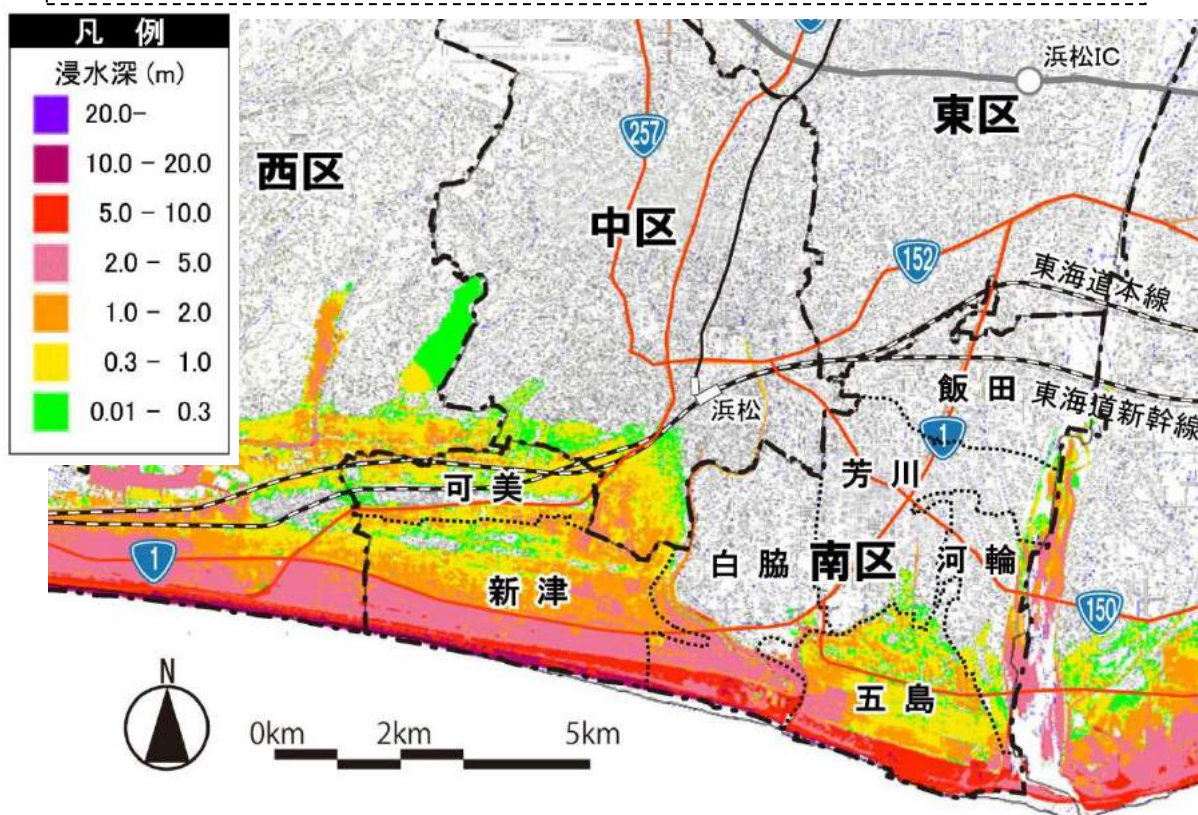 凡 例
浸水深 (m)
20.0-
10.0 - 20.0
5.0 - 10.0
2.0 - 5.0
1.0 - 2.0
0.3 - 1.0
0.01 - 0.3
浜松IC
東区
257
西区
中区
152
東海道本線
飯 田
浜松
東海道新幹線
1
芳 川
可 美
1
新 津
白 脇
南区
河 輪
150
五 島
N
0km
2km
5km